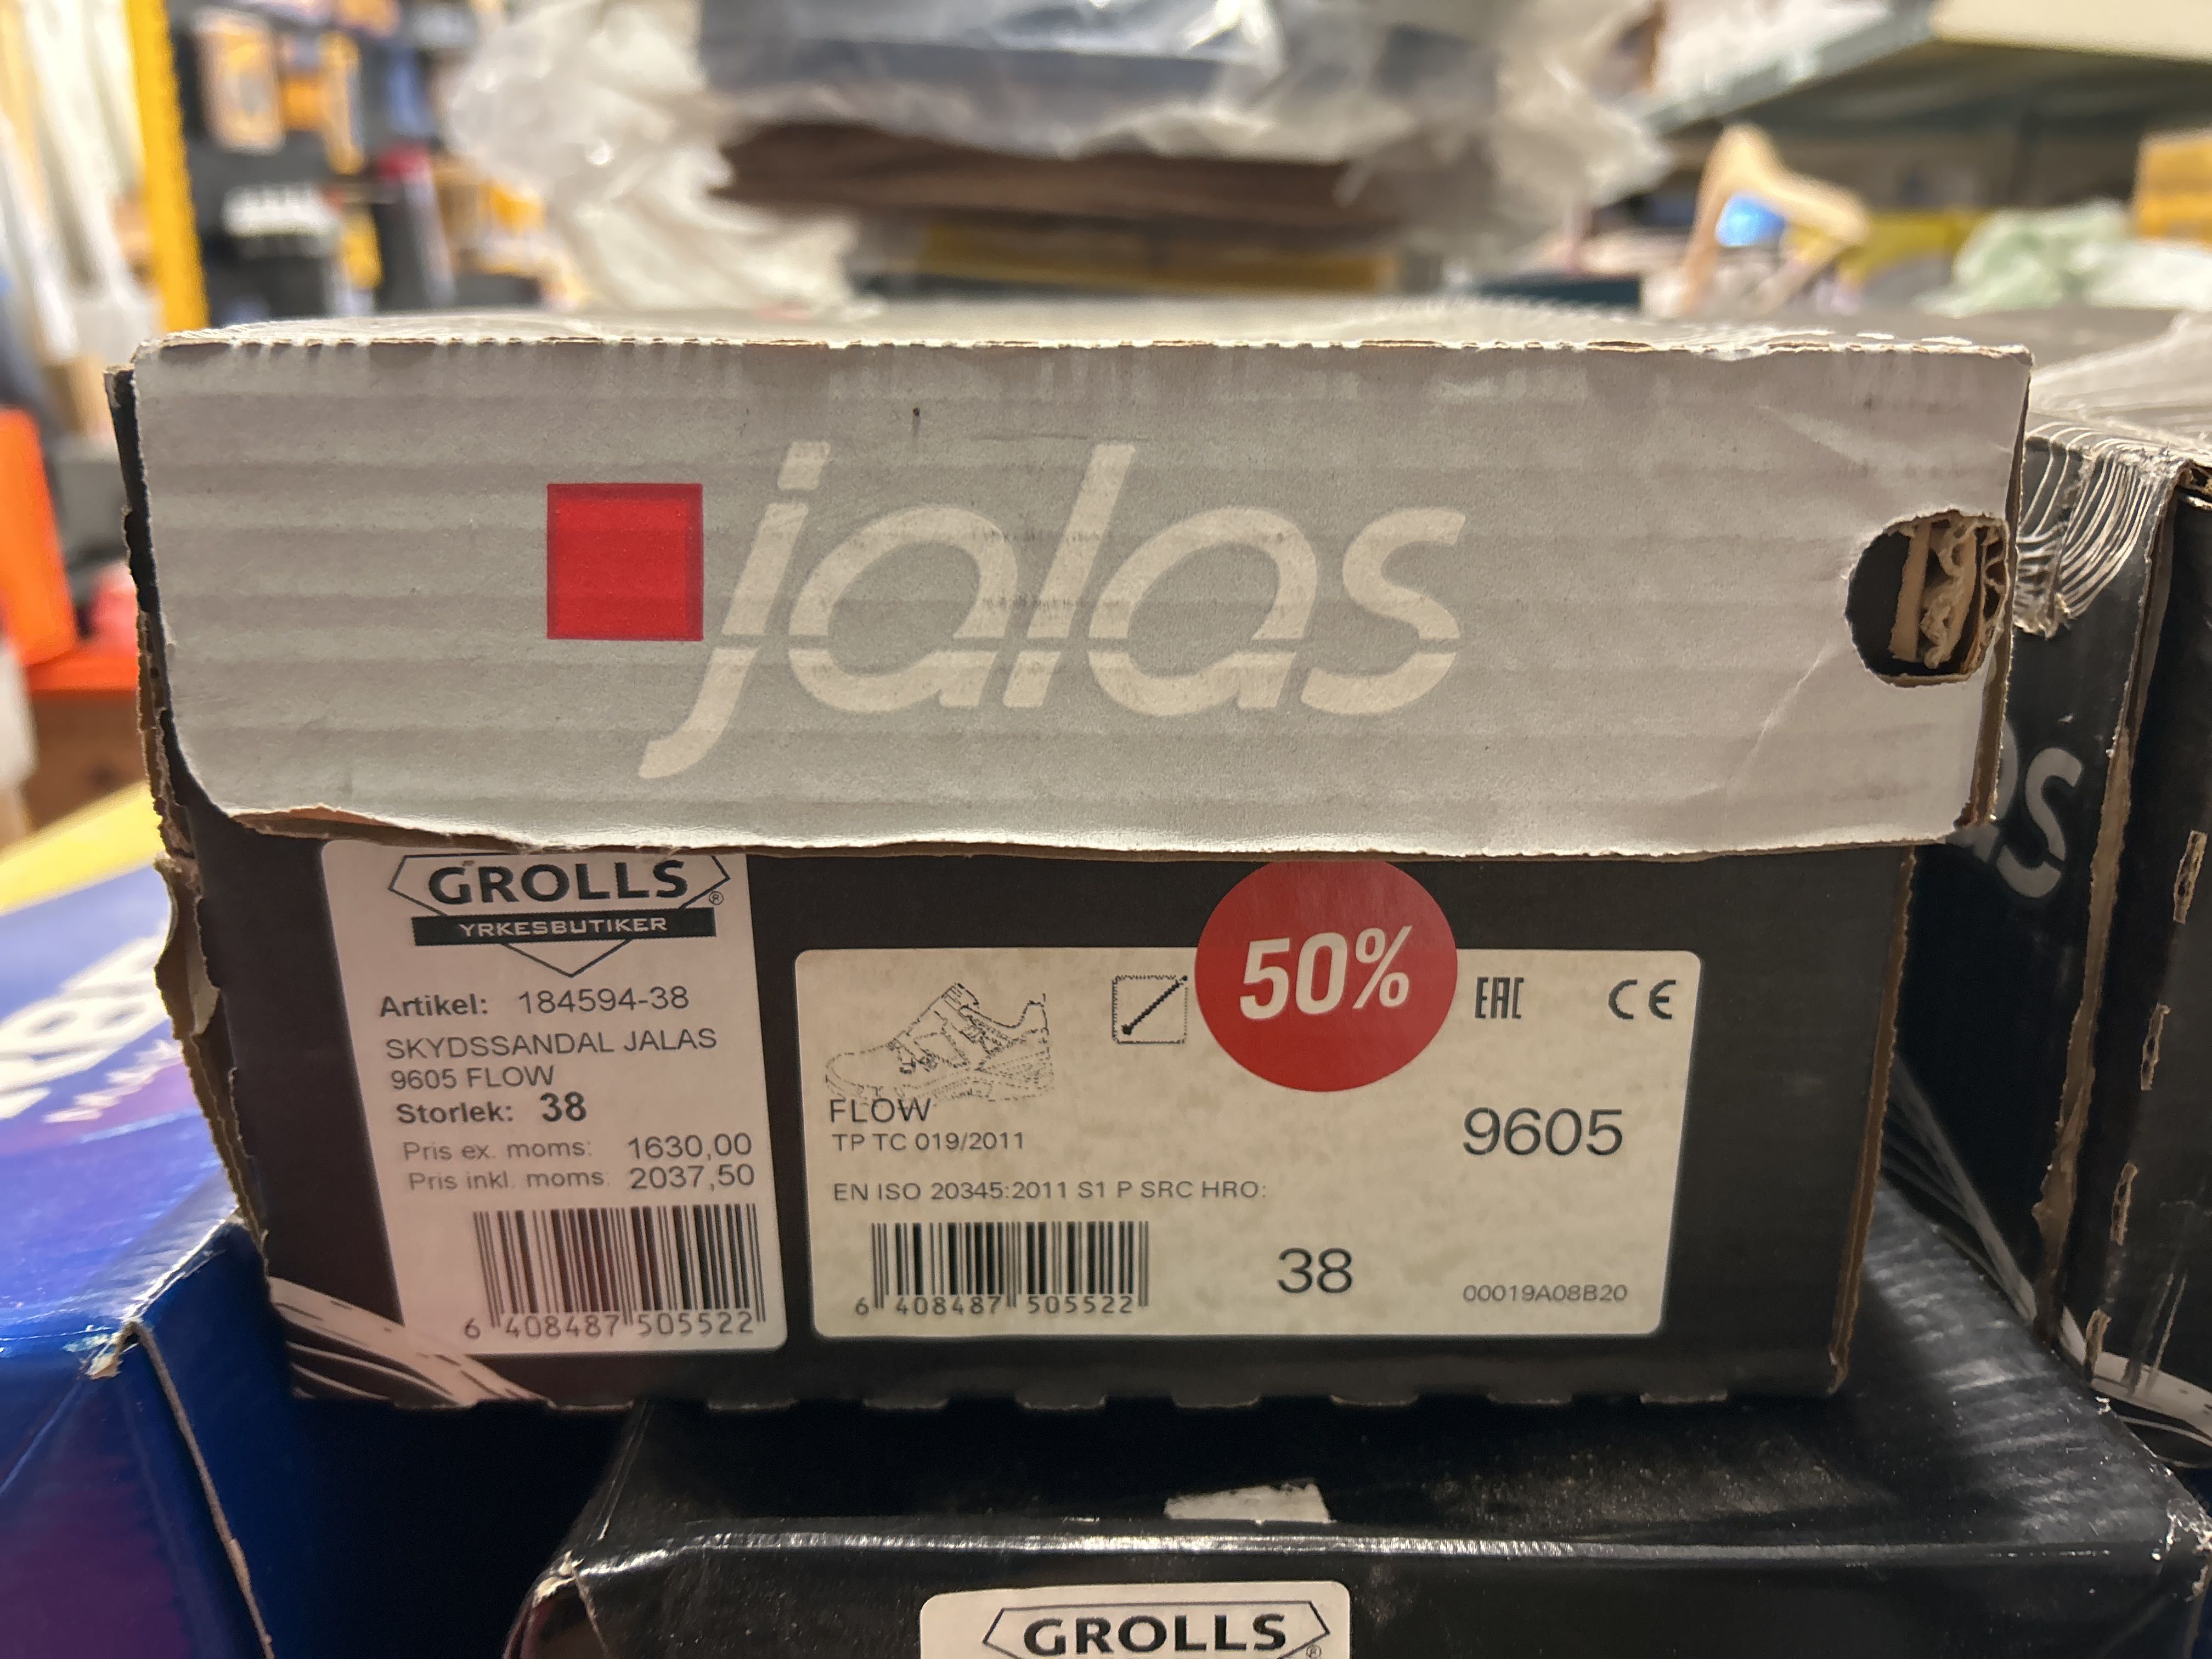 jalas
GROLLS®
YRKESBUTIKER
Artikel: 184594-38
SKYDSSANDAL JALAS
9605 FLOW
Storlek: 38
Pris ex. moms: 1630,00
Pris inkl. moms: 2037,50
6 408487 505522
50%
EAC CE
FLOW
TP TC 019/2011
9605
EN ISO 20345:2011 S1 P SRC HRO:
6 408487 505522
38
00019A08B20
as
GROLLS®